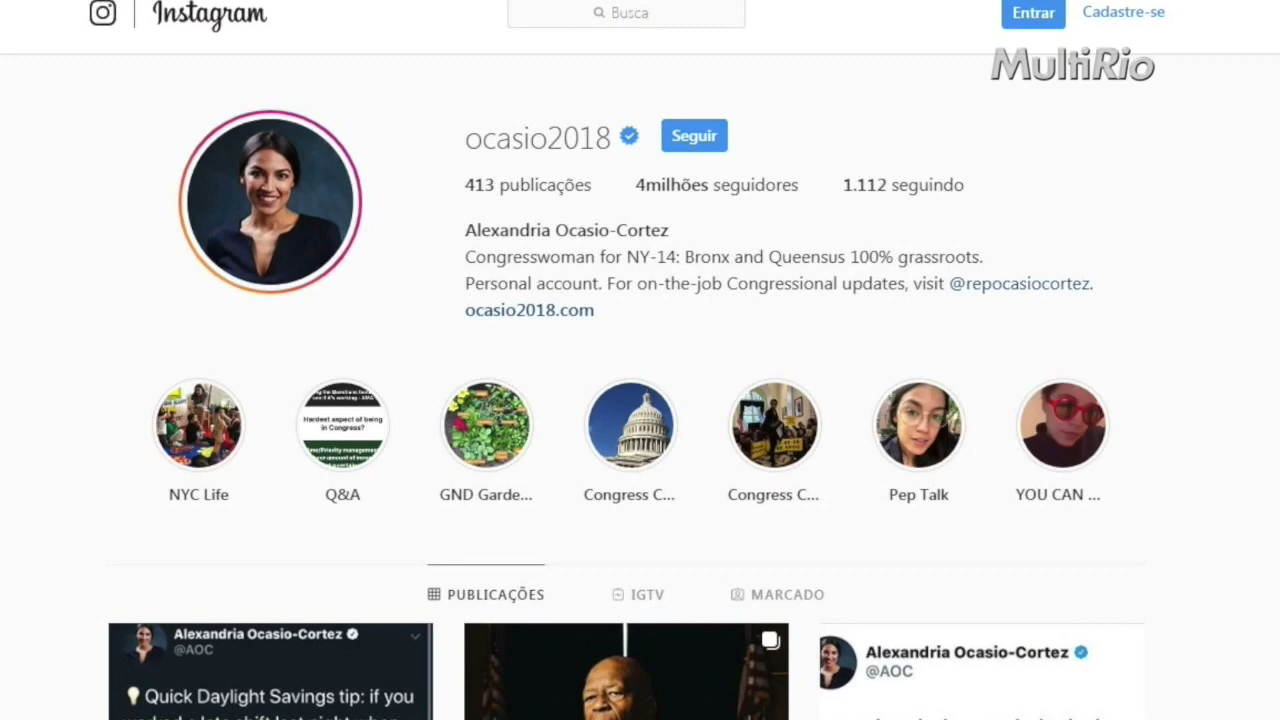 Instagram
Busca
Entrar
Cadastre-se
MultiRio
ocasio2018
Seguir
413 publicações 4milhões seguidores 1.112 seguindo
Alexandria Ocasio-Cortez
Congresswoman for NY-14: Bronx and Queensus 100% grassroots.
Personal account. For on-the-job Congressional updates, visit @repocasiocortez.
ocasio2018.com
Hardest aspect of being
in Congress?
NYC Life
Q&A
GND Garde...
Congress C...
Congress C...
Pep Talk
YOU CAN ...
PUBLICAÇÕES
IGTV
MARCADO
Alexandria Ocasio-Cortez
@AOC
Quick Daylight Savings tip: if you
Alexandria Ocasio-Cortez
@AOC